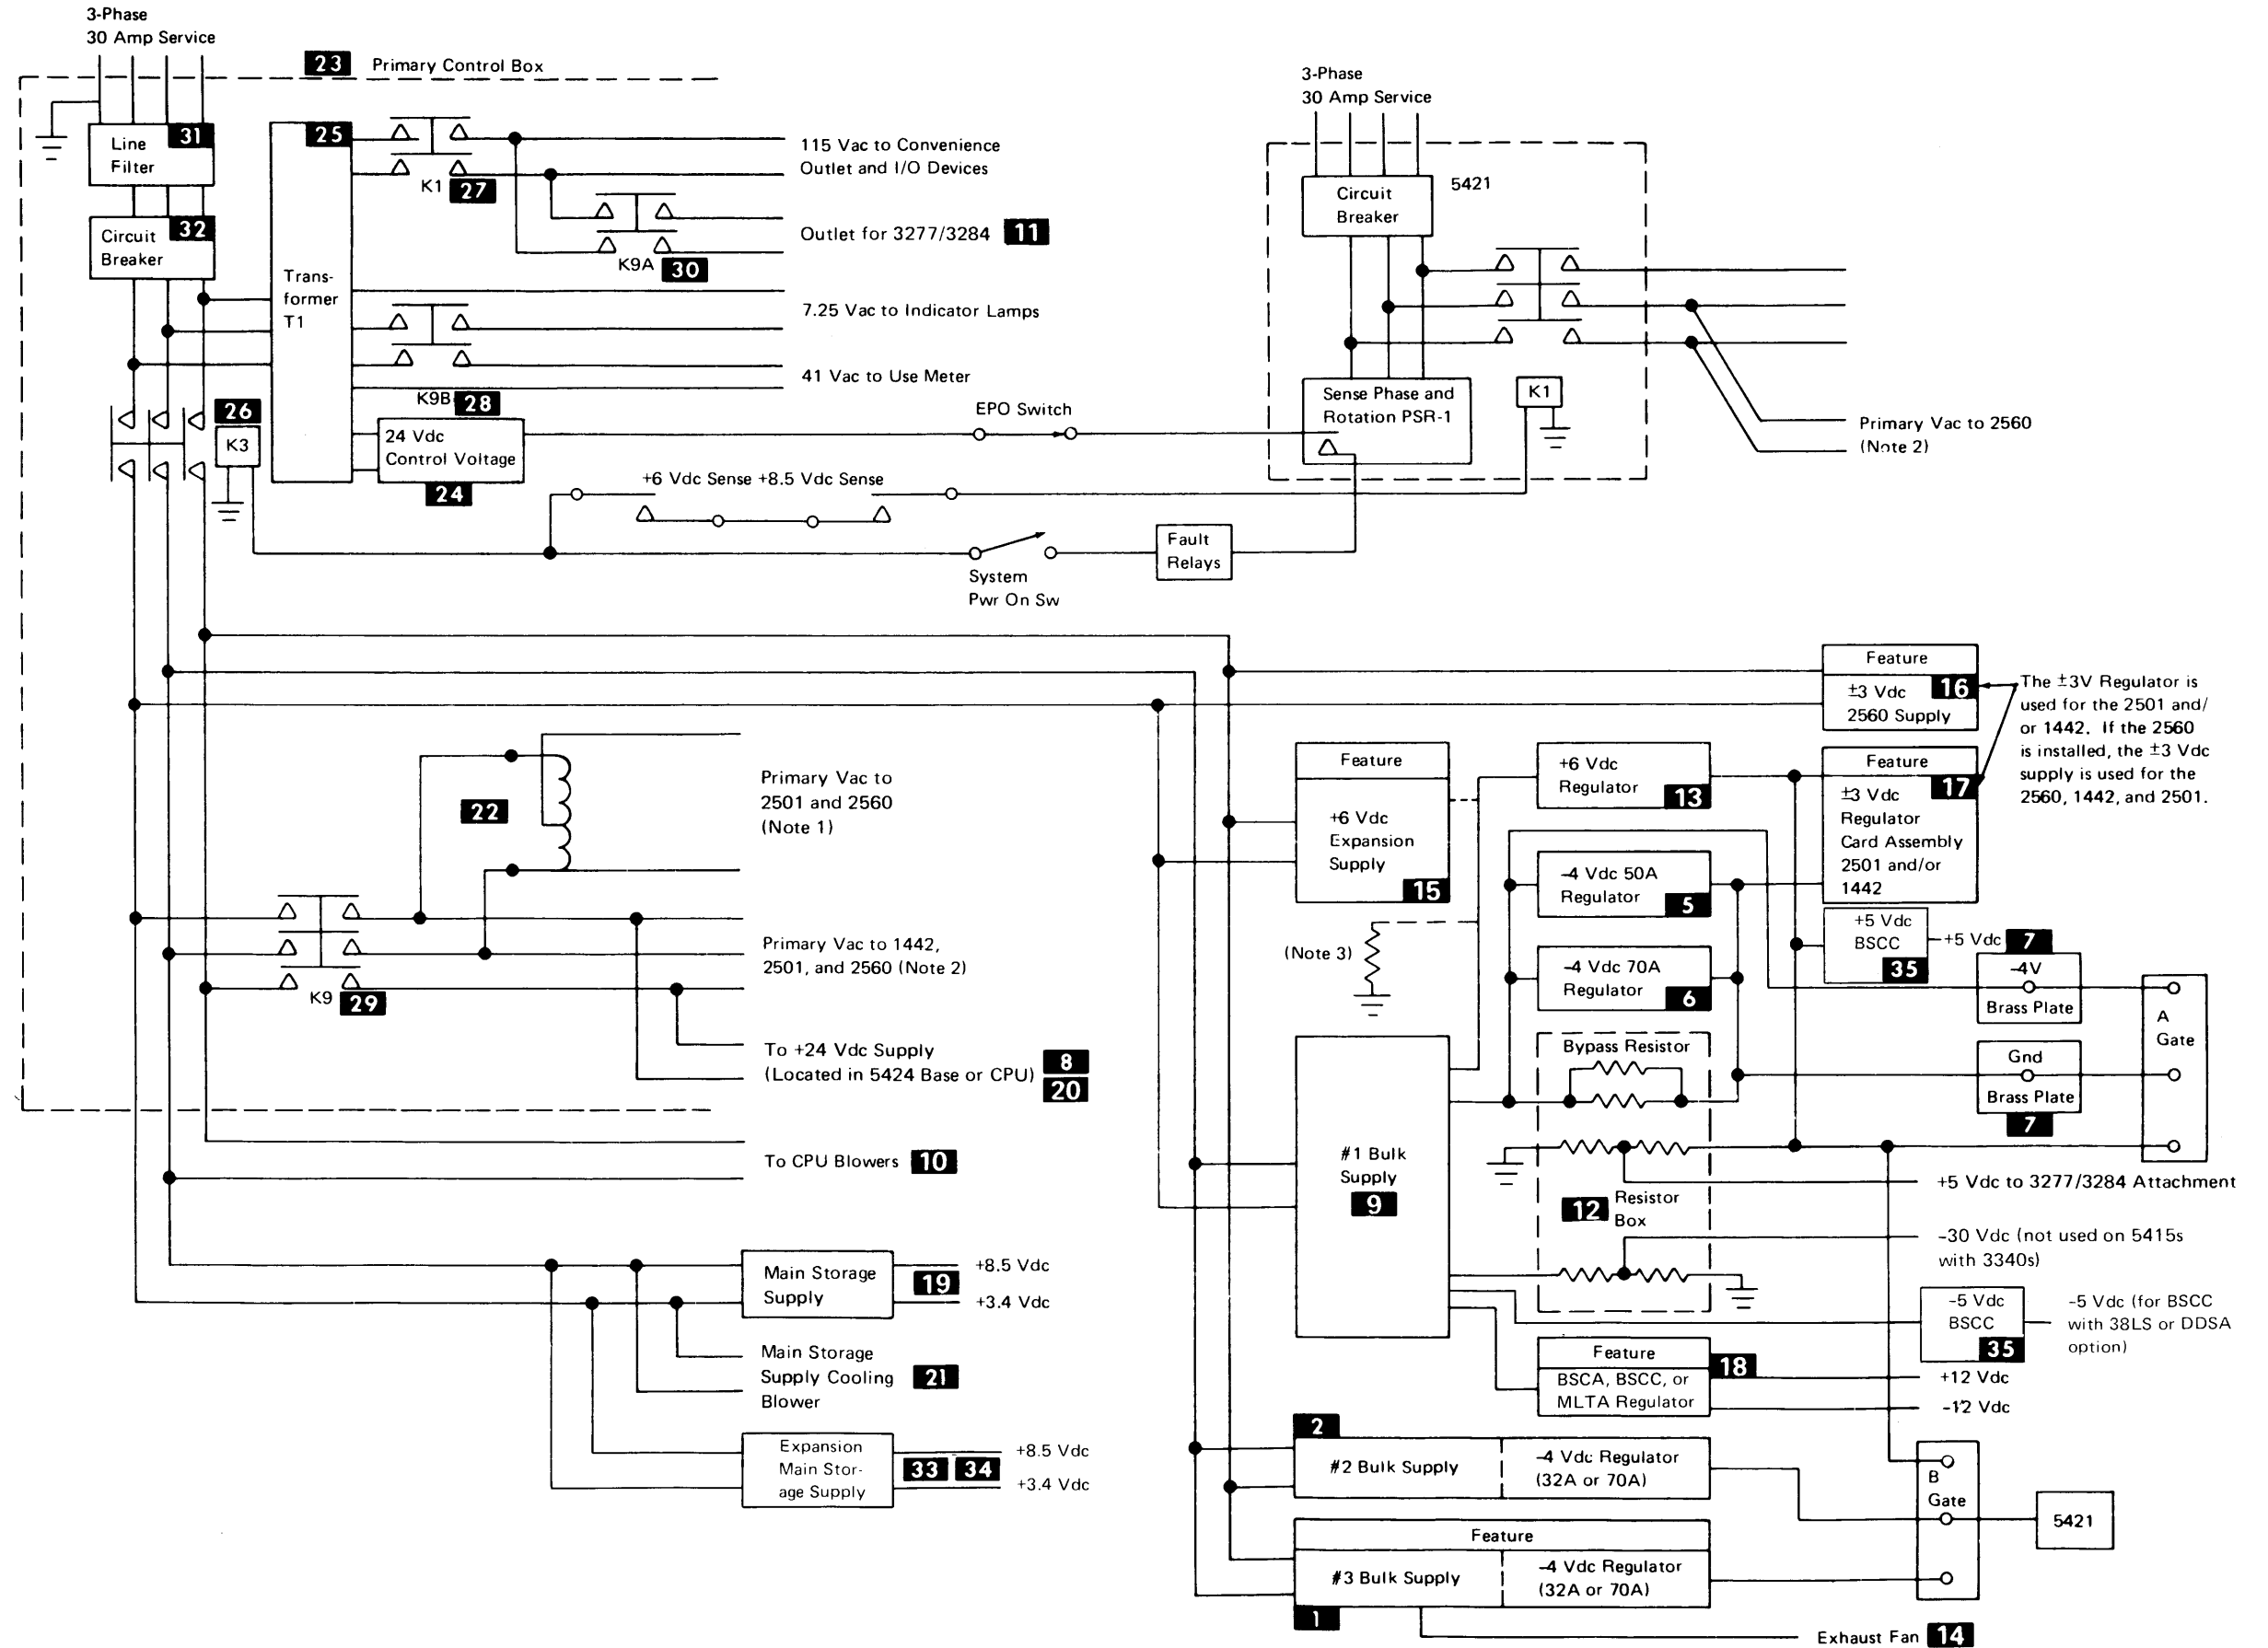 3-Phase
30 Amp Service
23 Primary Control Box
Line
Filter
31
Circuit
Breaker
32
25
Trans-
former
T1
K1 27
115 Vac to Convenience
Outlet and I/O Devices
Outlet for 3277/3284 11
K9A 30
7.25 Vac to Indicator Lamps
41 Vac to Use Meter
K9B 28
26
K3
24 Vdc
Control Voltage
24
EPO Switch
+6 Vdc Sense +8.5 Vdc Sense
System
Pwr On Sw
Fault
Relays
3-Phase
30 Amp Service
Circuit
Breaker
5421
Sense Phase and
Rotation PSR-1
K1
Primary Vac to 2560
(Note 2)
22
Primary Vac to
2501 and 2560
(Note 1)
Primary Vac to 1442,
2501, and 2560 (Note 2)
K9 29
To +24 Vdc Supply
(Located in 5424 Base or CPU)
8
20
To CPU Blowers 10
Main Storage
Supply
19
+8.5 Vdc
+3.4 Vdc
Main Storage
Supply Cooling
Blower
21
Expansion
Main Stor-
age Supply
33 34
+8.5 Vdc
+3.4 Vdc
Feature
±3 Vdc
2560 Supply
16
The ±3V Regulator is
used for the 2501 and/
or 1442. If the 2560
is installed, the ±3 Vdc
supply is used for the
2560, 1442, and 2501.
Feature
+6 Vdc
Expansion
Supply
15
+6 Vdc
Regulator
13
Feature
17
±3 Vdc
Regulator
Card Assembly
2501 and/or
1442
-4 Vdc 50A
Regulator
5
(Note 3)
-4 Vdc 70A
Regulator
6
+5 Vdc
BSCC
35
+5 Vdc 7
-4V
Brass Plate
A
Gate
Gnd
Brass Plate
7
#1 Bulk
Supply
9
Bypass Resistor
12
Resistor
Box
+5 Vdc to 3277/3284 Attachment
-30 Vdc (not used on 5415s
with 3340s)
-5 Vdc
BSCC
35
-5 Vdc (for BSCC
with 38LS or DDSA
option)
Feature
18
BSCA, BSCC, or
MLTA Regulator
+12 Vdc
-12 Vdc
2
#2 Bulk Supply
-4 Vdc Regulator
(32A or 70A)
B
Gate
5421
Feature
#3 Bulk Supply
-4 Vdc Regulator
(32A or 70A)
1
Exhaust Fan 14